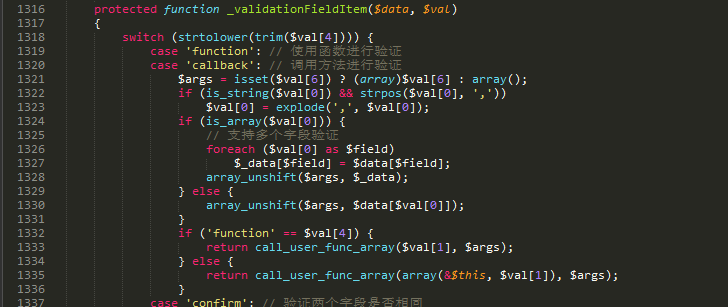 1316 protected function _validationFieldItem($data, $val)
1317 {
1318 switch (strtolower(trim($val[4]))) {
1319 case 'function': // 使用函数进行验证
1320 case 'callback': // 调用方法进行验证
1321 $args = isset($val[6]) ? (array)$val[6] : array();
1322 if (is_string($val[0]) && strpos($val[0], ','))
1323 $val[0] = explode(',', $val[0]);
1324 if (is_array($val[0])) {
1325 // 支持多个字段验证
1326 foreach ($val[0] as $field)
1327 $_data[$field] = $data[$field];
1328 array_unshift($args, $_data);
1329 } else {
1330 array_unshift($args, $data[$val[0]]);
1331 }
1332 if ('function' == $val[4]) {
1333 return call_user_func_array($val[1], $args);
1334 } else {
1335 return call_user_func_array(array(&$this, $val[1]), $args);
1336 }
1337 case 'confirm': // 验证两个字段是否相同